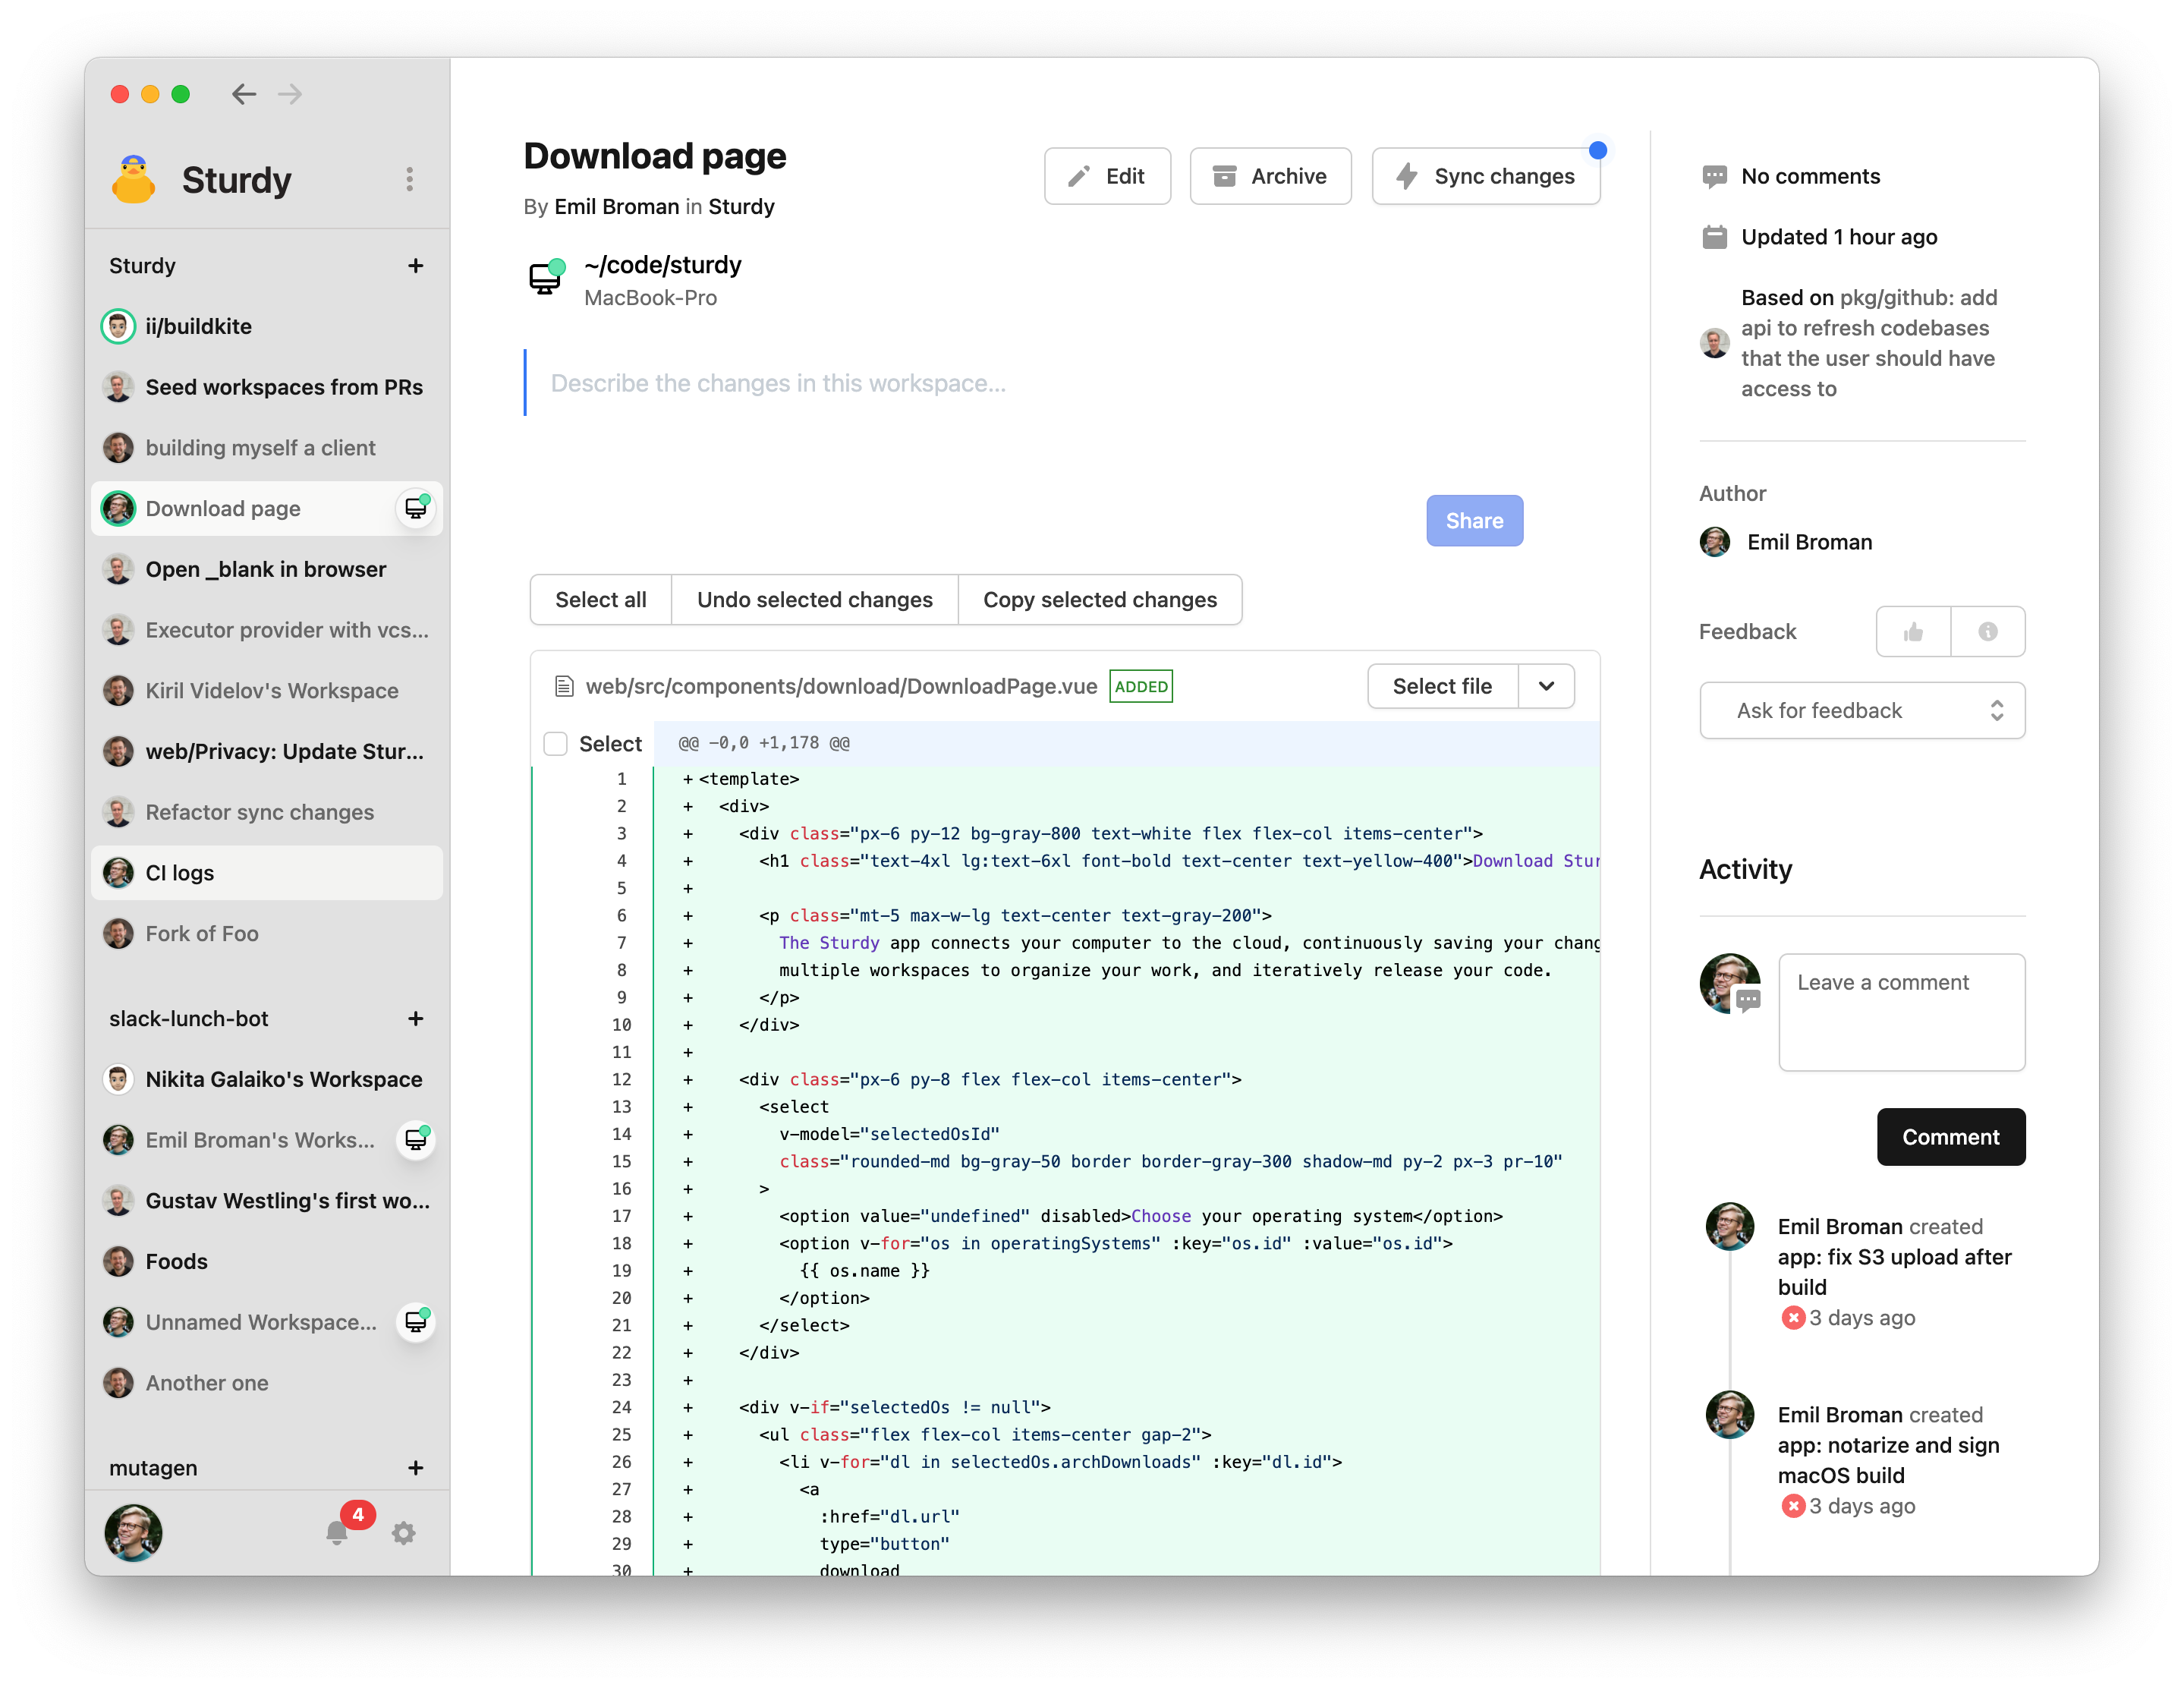 Sturdy
Sturdy
+
ii/buildkite
Seed workspaces from PRs
building myself a client
Download page
Open _blank in browser
Executor provider with vcs...
Kiril Videlov's Workspace
web/Privacy: Update Stur...
Refactor sync changes
CI logs
Fork of Foo
slack-lunch-bot
+
Nikita Galaiko's Workspace
Emil Broman's Works...
Gustav Westling's first wo...
Foods
Unnamed Workspace...
Another one
mutagen
+
4
Download page
By Emil Broman in Sturdy
Edit
Archive
Sync changes
~/code/sturdy
MacBook-Pro
Describe the changes in this workspace...
Share
Select all
Undo selected changes
Copy selected changes
web/src/components/download/DownloadPage.vue ADDED
Select file
Select
@@ -0,0 +1,178 @@
1 + <template>
2 +   <div>
3 +     <div class="px-6 py-12 bg-gray-800 text-white flex flex-col items-center">
4 +       <h1 class="text-4xl lg:text-6xl font-bold text-center text-yellow-400">Download Stur
5 +
6 +       <p class="mt-5 max-w-lg text-center text-gray-200">
7 +         The Sturdy app connects your computer to the cloud, continuously saving your chang
8 +         multiple workspaces to organize your work, and iteratively release your code.
9 +       </p>
10 +     </div>
11 +
12 +     <div class="px-6 py-8 flex flex-col items-center">
13 +       <select
14 +         v-model="selectedOsId"
15 +         class="rounded-md bg-gray-50 border border-gray-300 shadow-md py-2 px-3 pr-10"
16 +       >
17 +         <option value="undefined" disabled>Choose your operating system</option>
18 +         <option v-for="os in operatingSystems" :key="os.id" :value="os.id">
19 +           {{ os.name }}
20 +         </option>
21 +       </select>
22 +     </div>
23 +
24 +     <div v-if="selectedOs != null">
25 +       <ul class="flex flex-col items-center gap-2">
26 +         <li v-for="dl in selectedOs.archDownloads" :key="dl.id">
27 +           <a
28 +             :href="dl.url"
29 +             type="button"
30 +             download
No comments
Updated 1 hour ago
Based on pkg/github: add
api to refresh codebases
that the user should have
access to
Author
Emil Broman
Feedback
Ask for feedback
Activity
Leave a comment
Comment
Emil Broman created
app: fix S3 upload after
build
3 days ago
Emil Broman created
app: notarize and sign
macOS build
3 days ago